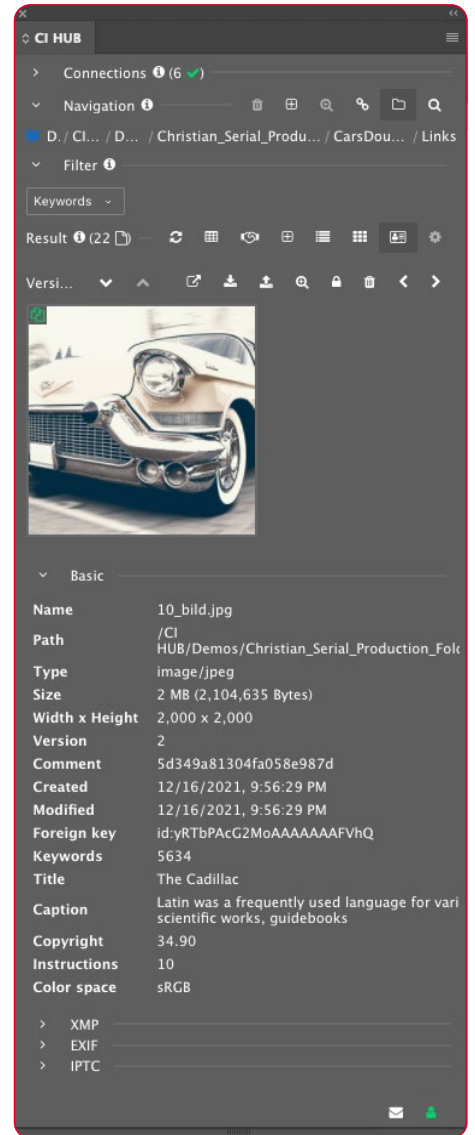 CI HUB
Connections (6 ✓)
Navigation
D. / CI... / D... / Christian_Serial_Produ... / CarsDou... / Links
Filter
Keywords
Result (22)
Versi...
Basic
Name 10_bild.jpg
Path /CI
HUB/Demos/Christian_Serial_Production_Folc
Type image/jpeg
Size 2 MB (2,104,635 Bytes)
Width x Height 2,000 x 2,000
Version 2
Comment 5d349a81304fa058e987d
Created 12/16/2021, 9:56:29 PM
Modified 12/16/2021, 9:56:29 PM
Foreign key id:yRTbPAcG2MoAAAAAAAFVhQ
Keywords 5634
Title The Cadillac
Caption Latin was a frequently used language for vari
scientific works, guidebooks
Copyright 34.90
Instructions 10
Color space sRGB
XMP
EXIF
IPTC